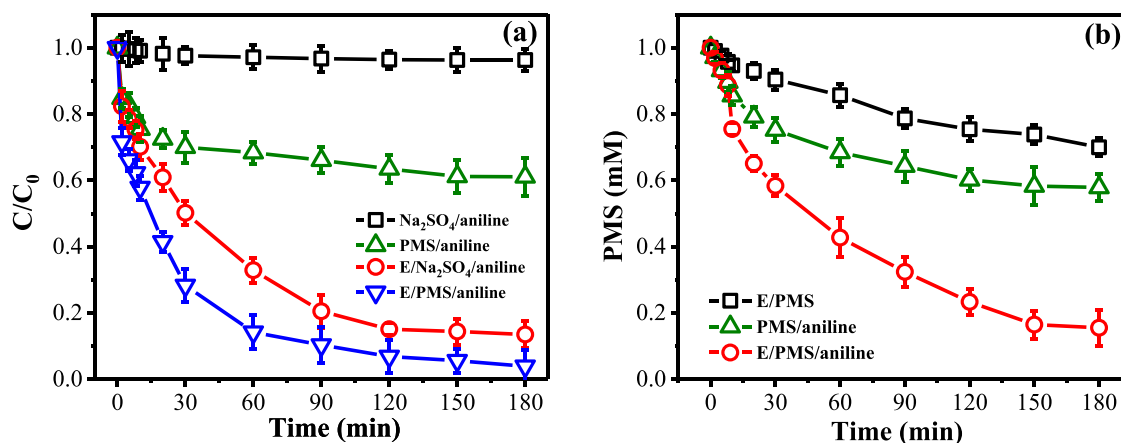 (a)
C/C₀
1.0
0.8
0.6
0.4
0.2
0.0
Na₂SO₄/aniline
PMS/aniline
E/Na₂SO₄/aniline
E/PMS/aniline
0 30 60 90 120 150 180
Time (min)
(b)
PMS (mM)
1.0
0.8
0.6
0.4
0.2
0.0
E/PMS
PMS/aniline
E/PMS/aniline
0 30 60 90 120 150 180
Time (min)